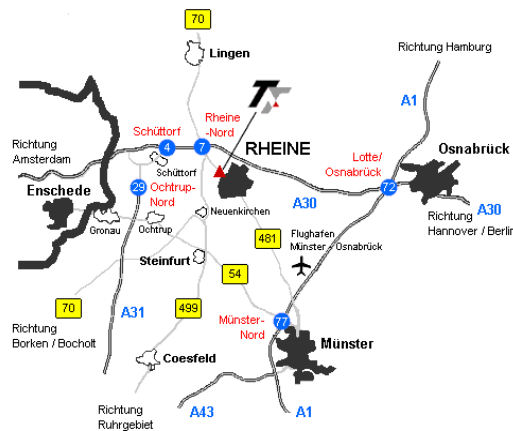 70
Lingen
Richtung Hamburg
A1
Schüttorf
Rheine
-Nord
4
7
RHEINE
Lotte/
Osnabrück
Osnabrück
Richtung
Amsterdam
Schüttorf
29
Ochtrup-
Nord
72
Enschede
A30
A30
Neuenkirchen
Gronau
Ochtrup
481
Richtung
Hannover / Berlin
Flughafen
Münster - Osnabrück
Steinfurt
54
70
A31
499
Münster-
Nord
77
Richtung
Borken / Bocholt
Münster
Coesfeld
Richtung
Ruhrgebiet
A43
A1